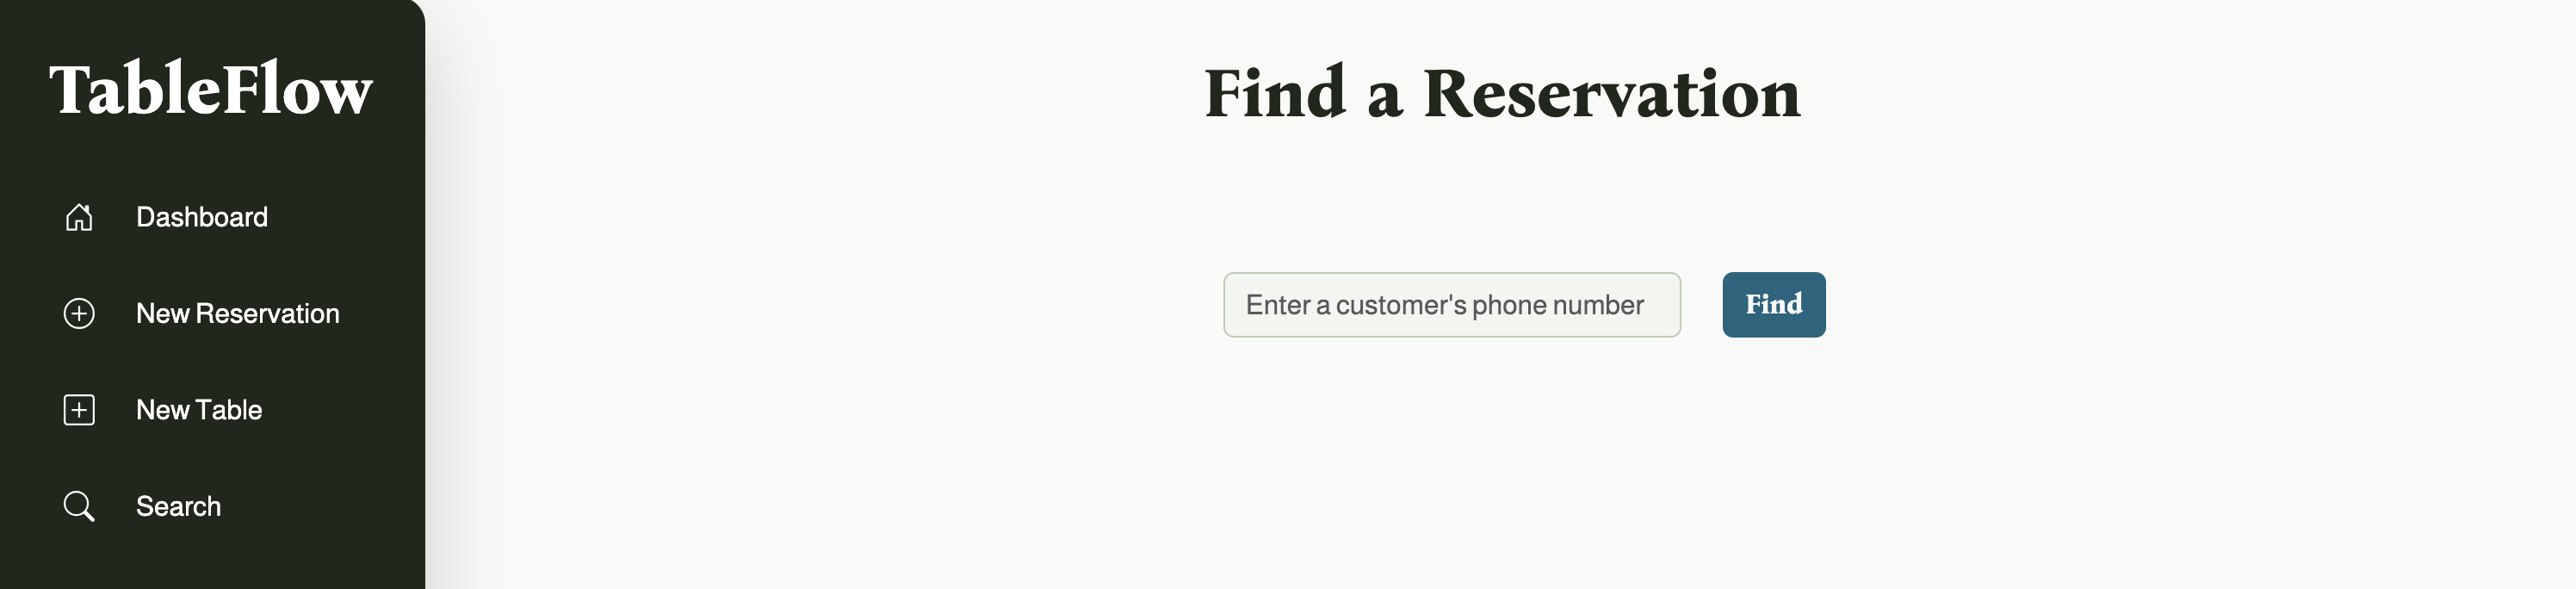 TableFlow
Dashboard
New Reservation
New Table
Search
Find a Reservation
Enter a customer's phone number
Find